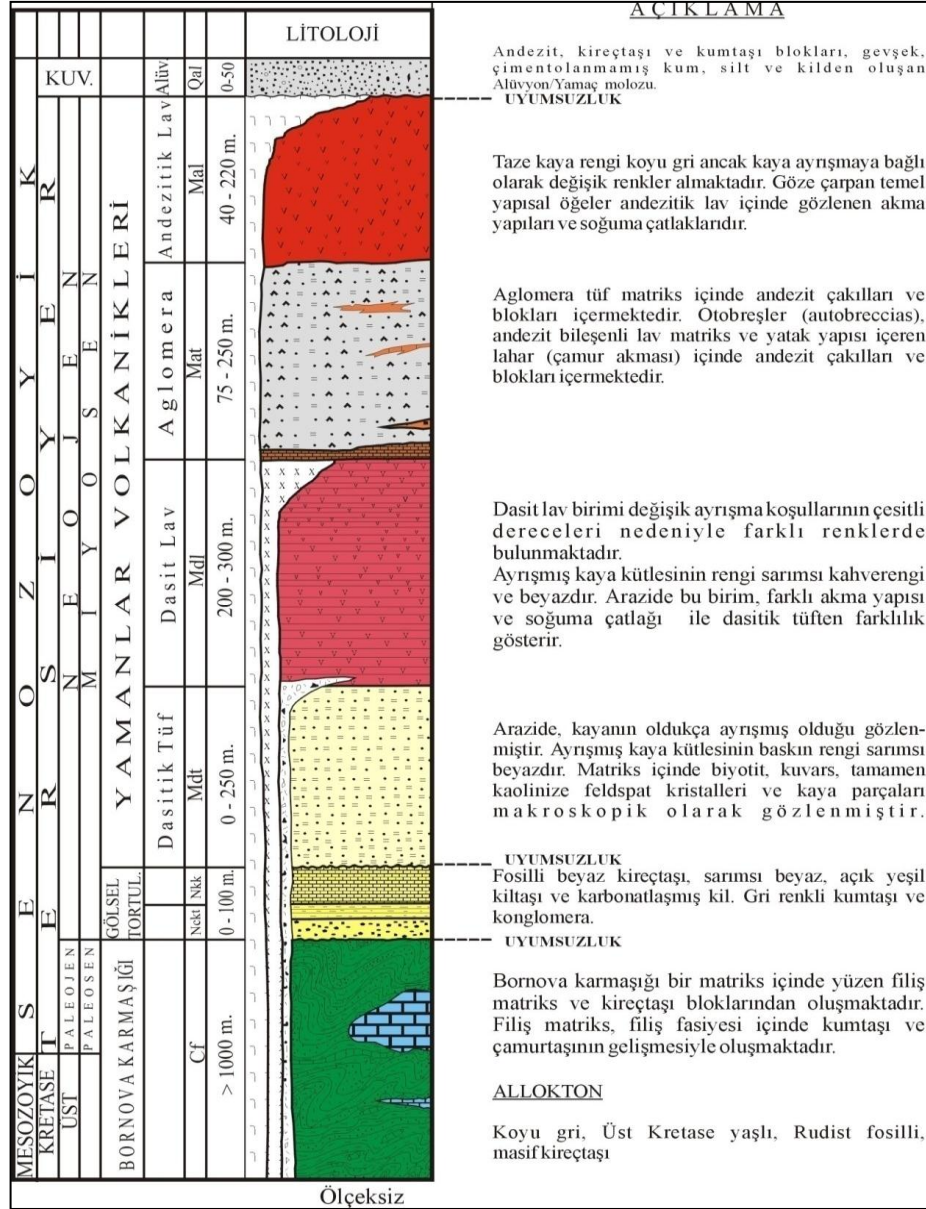 LİTOLOJİ
KUV.
Alüv.
Qal
0-50
SENOZOYİK
TERSİYER
NEOJEN
MİYOSEN
YAMANLAR VOLKANİKLERİ
Andezitik Lav
Mal
40 - 220 m.
Aglomera
Mat
75 - 250 m.
Dasit Lav
Mdl
200 - 300 m.
Dasitik Tüf
Mdt
0 - 250 m.
GÖLSEL
TORTUL.
Nkk
Nckt
0 - 100 m.
PALEOJEN
PALEOSEN
MESOZOYİK
KRETASE
ÜST
BORNOVA KARMAŞIĞI
Cf
> 1000 m.
Ölçeksiz
AÇIKLAMA
Andezit, kireçtaşı ve kumtaşı blokları, gevşek,
çimentolanmamış kum, silt ve kilden oluşan
Alüvyon/Yamaç molozu.
UYUMSUZLUK
Taze kaya rengi koyu gri ancak kaya ayrışmaya bağlı
olarak değişik renkler almaktadır. Göze çarpan temel
yapısal öğeler andezitik lav içinde gözlenen akma
yapıları ve soğuma çatlaklarıdır.
Aglomera tüf matriks içinde andezit çakılları ve
blokları içermektedir. Otobreşler (autobreccias),
andezit bileşenli lav matriks ve yatak yapısı içeren
lahar (çamur akması) içinde andezit çakılları ve
blokları içermektedir.
Dasit lav birimi değişik ayrışma koşullarının çesitli
dereceleri nedeniyle farklı renklerde
bulunmaktadır.
Ayrışmış kaya kütlesinin rengi sarımsı kahverengi
ve beyazdır. Arazide bu birim, farklı akma yapısı
ve soğuma çatlağı ile dasitik tüften farklılık
gösterir.
Arazide, kayanın oldukça ayrışmış olduğu gözlen-
miştir. Ayrışmış kaya kütlesinin baskın rengi sarımsı
beyazdır. Matriks içinde biyotit, kuvars, tamamen
kaolinize feldspat kristalleri ve kaya parçaları
makroskopik olarak gözlenmiştir.
UYUMSUZLUK
Fosilli beyaz kireçtaşı, sarımsı beyaz, açık yeşil
kiltaşı ve karbonatlaşmış kil. Gri renkli kumtaşı ve
konglomera.
UYUMSUZLUK
Bornova karmaşığı bir matriks içinde yüzen filiş
matriks ve kireçtaşı bloklarından oluşmaktadır.
Filiş matriks, filiş fasiyesi içinde kumtaşı ve
çamurtaşının gelişmesiyle oluşmaktadır.
ALLOKTON
Koyu gri, Üst Kretase yaşlı, Rudist fosilli,
masif kireçtaşı